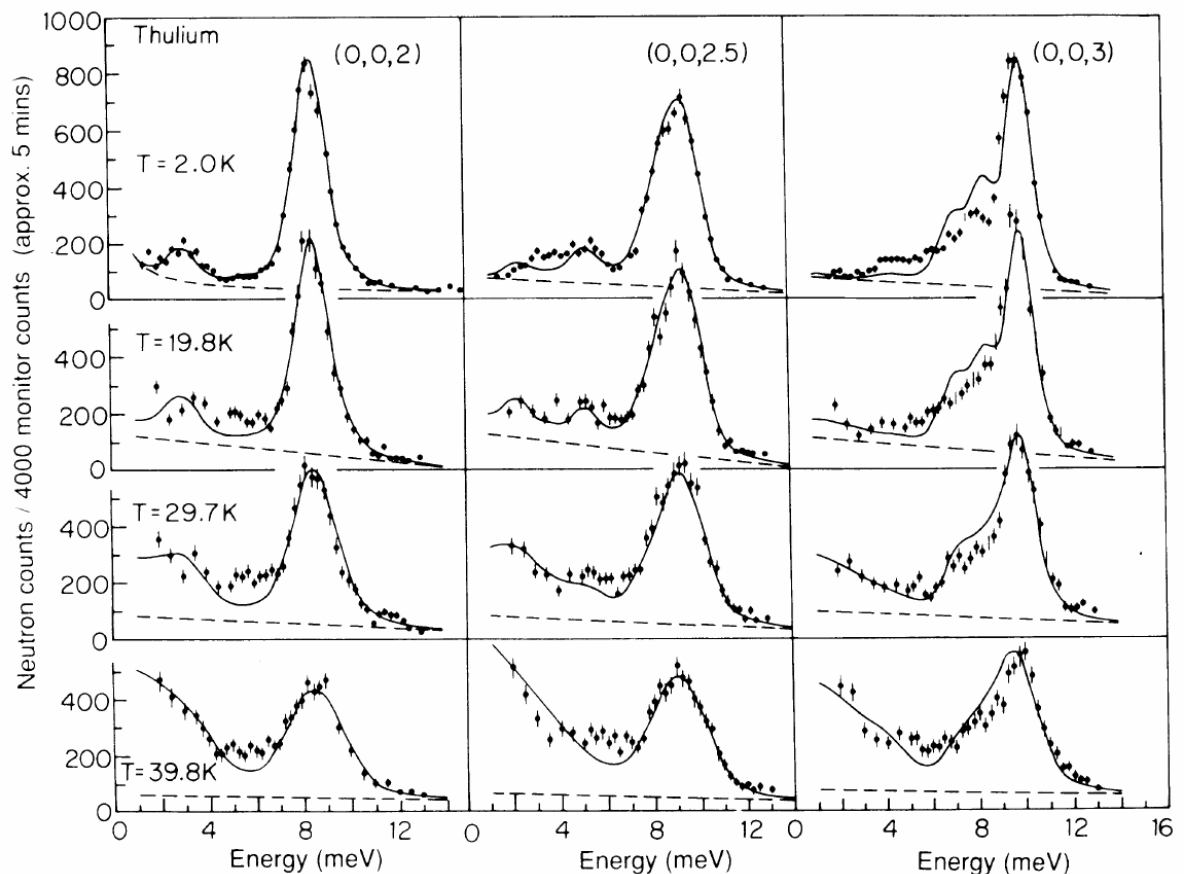 Neutron counts / 4000 monitor counts (approx. 5 mins)
1000
800
600
400
200
0
Thulium
(0,0,2)
(0,0,2.5)
(0,0,3)
T=2.0K
400
200
0
T=19.8K
400
200
0
T=29.7K
400
200
0
T=39.8K
0 4 8 12 0 4 8 12 0 4 8 12 16
Energy (meV) Energy (meV) Energy (meV)